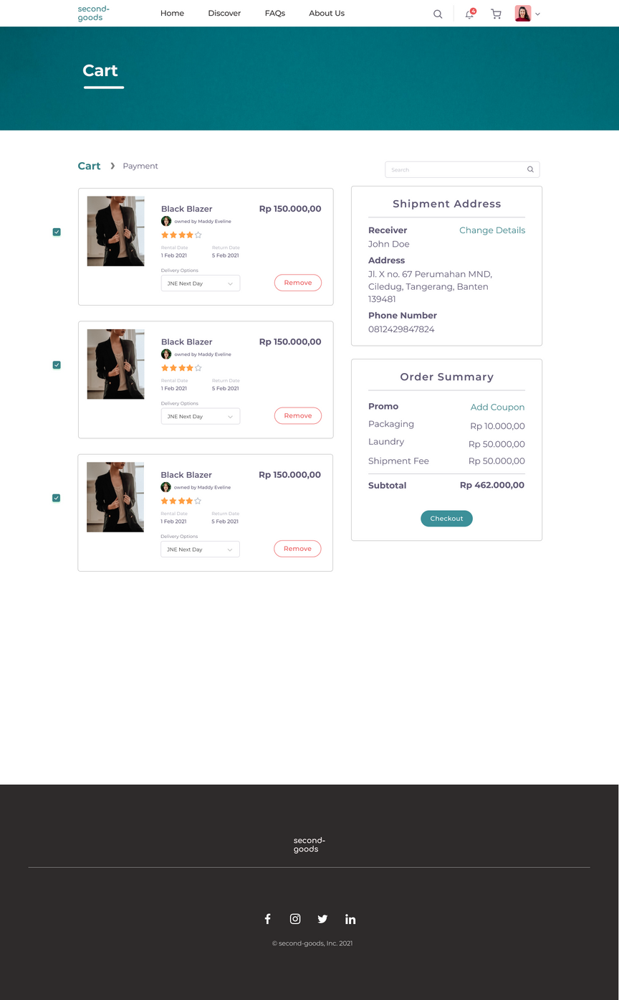 second-
goods
Home
Discover
FAQs
About Us
4
Cart
Cart
Payment
Search
Black Blazer
Rp 150.000,00
owned by Maddy Eveline
Rental Date
Return Date
1 Feb 2021
5 Feb 2021
Delivery Options
JNE Next Day
Remove
Black Blazer
Rp 150.000,00
owned by Maddy Eveline
Rental Date
Return Date
1 Feb 2021
5 Feb 2021
Delivery Options
JNE Next Day
Remove
Black Blazer
Rp 150.000,00
owned by Maddy Eveline
Rental Date
Return Date
1 Feb 2021
5 Feb 2021
Delivery Options
JNE Next Day
Remove
Shipment Address
Receiver
Change Details
John Doe
Address
Jl. X no. 67 Perumahan MND,
Ciledug, Tangerang, Banten
139481
Phone Number
0812429847824
Order Summary
Promo
Add Coupon
Packaging
Rp 10.000,00
Laundry
Rp 50.000,00
Shipment Fee
Rp 50.000,00
Subtotal
Rp 462.000,00
Checkout
second-
goods
© second-goods, Inc. 2021